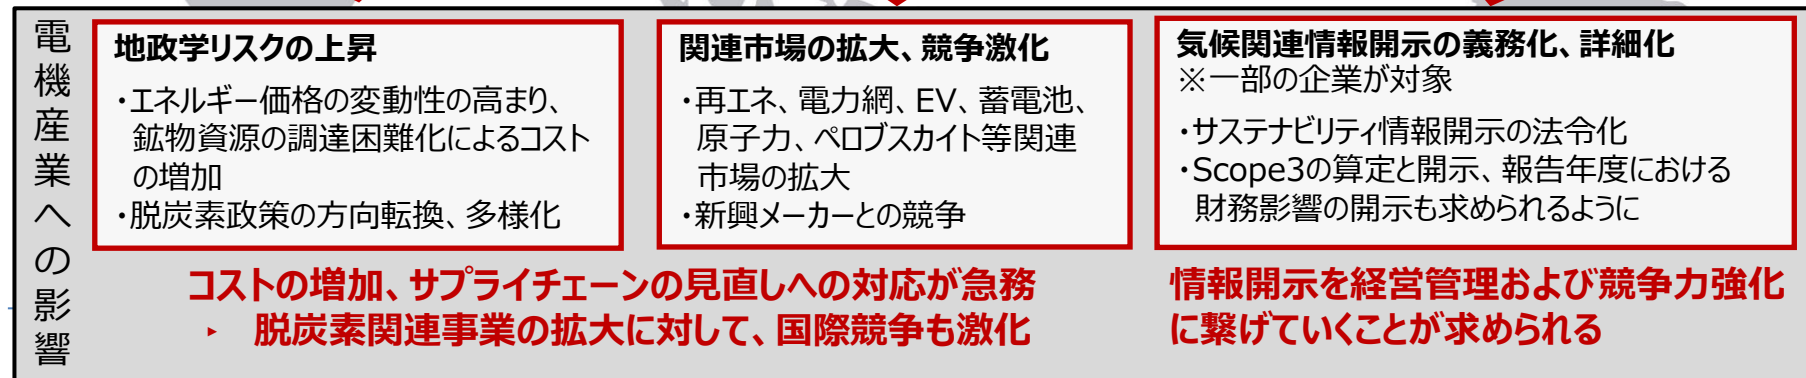 電機産業への影響
地政学リスクの上昇
・エネルギー価格の変動性の高まり、
鉱物資源の調達困難化によるコスト
の増加
・脱炭素政策の方向転換、多様化
関連市場の拡大、競争激化
・再エネ、電力網、EV、蓄電池、
原子力、ペロブスカイト等関連
市場の拡大
・新興メーカーとの競争
気候関連情報開示の義務化、詳細化
※一部の企業が対象
・サステナビリティ情報開示の法令化
・Scope3の算定と開示、報告年度における
財務影響の開示も求められるように
コストの増加、サプライチェーンの見直しへの対応が急務
‣ 脱炭素関連事業の拡大に対して、国際競争も激化
情報開示を経営管理および競争力強化
に繋げていくことが求められる